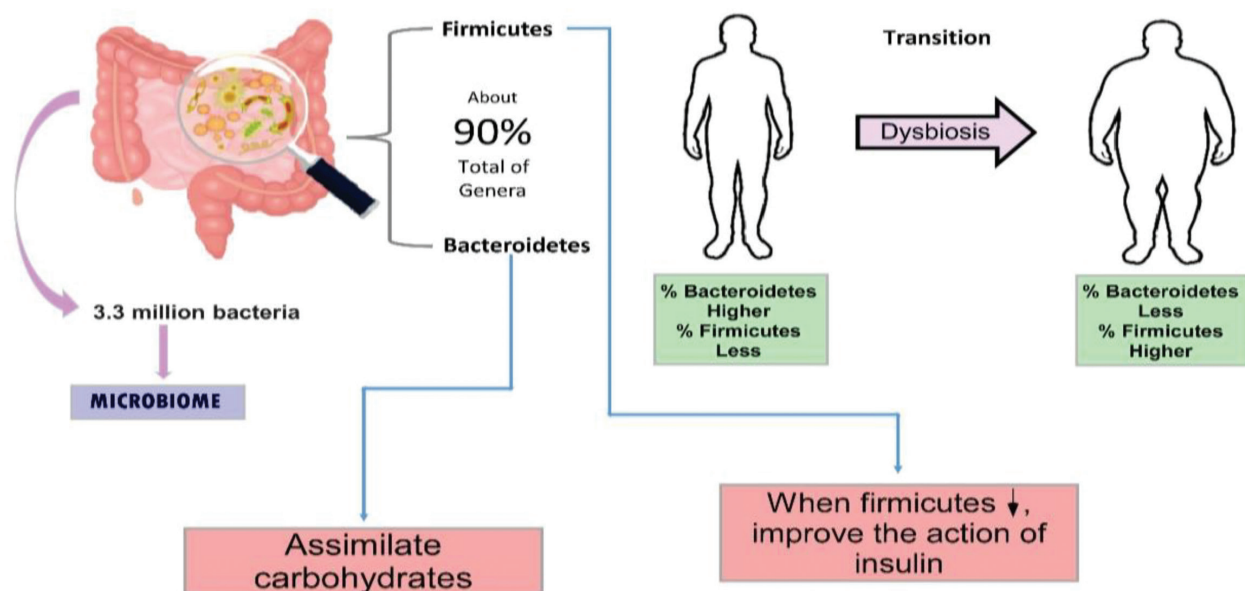 Firmicutes
About
90%
Total of
Genera
Bacteroidetes
3.3 million bacteria
MICROBIOME
Transition
Dysbiosis
% Bacteroidetes
Higher
% Firmicutes
Less
% Bacteroidetes
Less
% Firmicutes
Higher
Assimilate
carbohydrates
When firmicutes ↓,
improve the action of
insulin